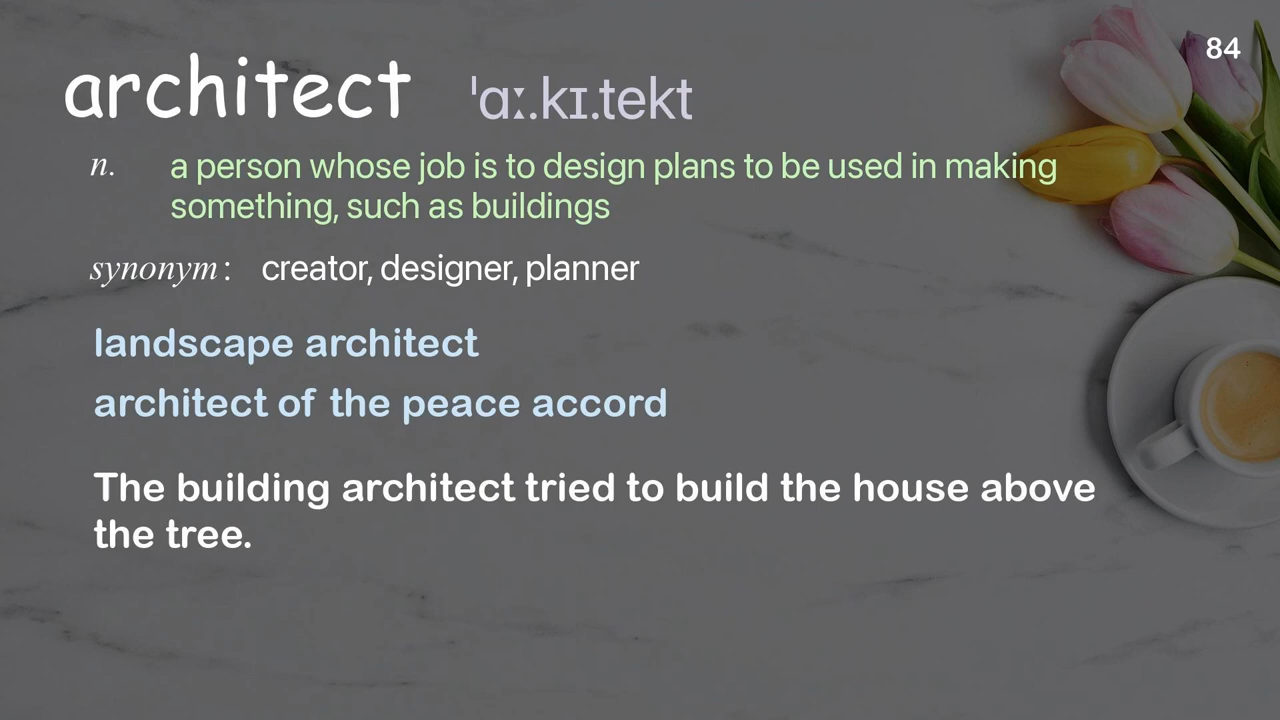 84
architect ˈɑː.kɪ.tekt
n. a person whose job is to design plans to be used in making
something, such as buildings
synonym: creator, designer, planner
landscape architect
architect of the peace accord
The building architect tried to build the house above
the tree.